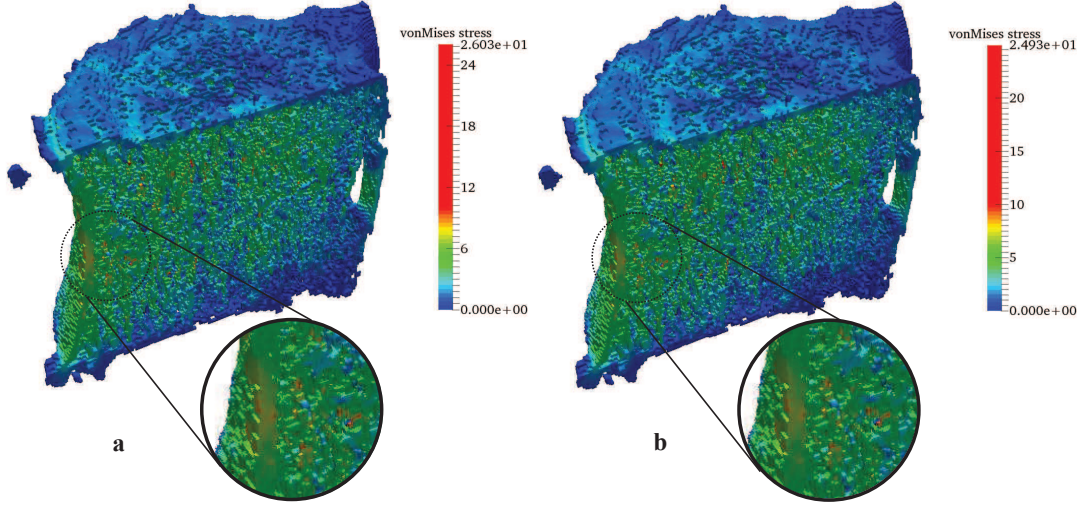 vonMises stress
2.603e+01
24
18
12
6
0.000e+00
a
vonMises stress
2.493e+01
20
15
10
5
0.000e+00
b